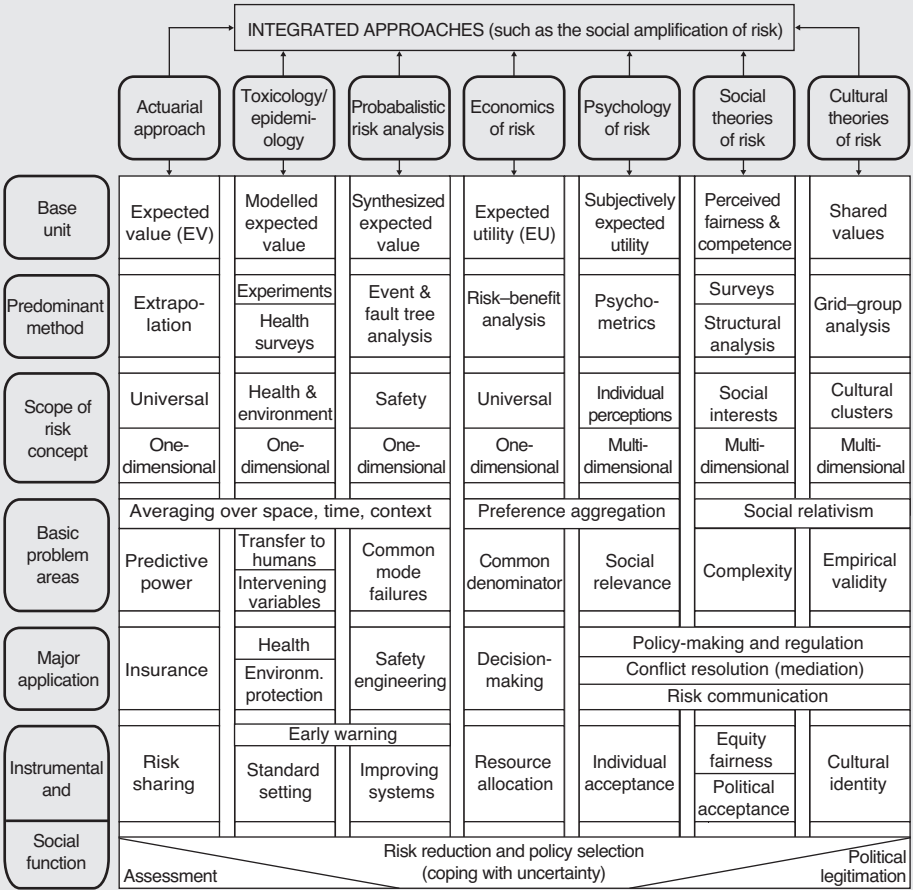 INTEGRATED APPROACHES (such as the social amplification of risk)
Actuarial
approach
Toxicology/
epidemi-
ology
Probabalistic
risk analysis
Economics
of risk
Psychology
of risk
Social
theories
of risk
Cultural
theories
of risk
Base
unit
Expected
value (EV)
Modelled
expected
value
Synthesized
expected
value
Expected
utility (EU)
Subjectively
expected
utility
Perceived
fairness &
competence
Shared
values
Predominant
method
Extrapo-
lation
Experiments
Health
surveys
Event &
fault tree
analysis
Risk–benefit
analysis
Psycho-
metrics
Surveys
Structural
analysis
Grid–group
analysis
Scope of
risk
concept
Universal
Health &
environment
Safety
Universal
Individual
perceptions
Social
interests
Cultural
clusters
One-
dimensional
One-
dimensional
One-
dimensional
One-
dimensional
Multi-
dimensional
Multi-
dimensional
Multi-
dimensional
Basic
problem
areas
Averaging over space, time, context
Preference aggregation
Social relativism
Predictive
power
Transfer to
humans
Intervening
variables
Common
mode
failures
Common
denominator
Social
relevance
Complexity
Empirical
validity
Major
application
Insurance
Health
Environm.
protection
Safety
engineering
Decision-
making
Policy-making and regulation
Conflict resolution (mediation)
Risk communication
Instrumental
and
Risk
sharing
Early warning
Standard
setting
Improving
systems
Resource
allocation
Individual
acceptance
Equity
fairness
Political
acceptance
Cultural
identity
Social
function
Assessment
Risk reduction and policy selection
(coping with uncertainty)
Political
legitimation